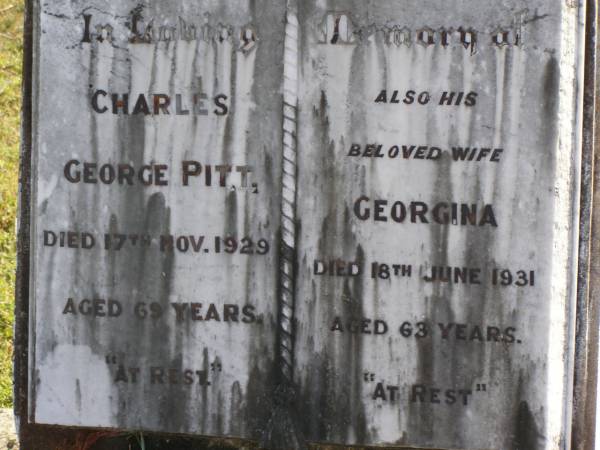 In Loving Memory of
CHARLES
GEORGE PITT,
DIED 17TH NOV. 1929
AGED 69 YEARS.
"AT REST."
ALSO HIS
BELOVED WIFE
GEORGINA
DIED 18TH JUNE 1931
AGED 63 YEARS.
"AT REST"